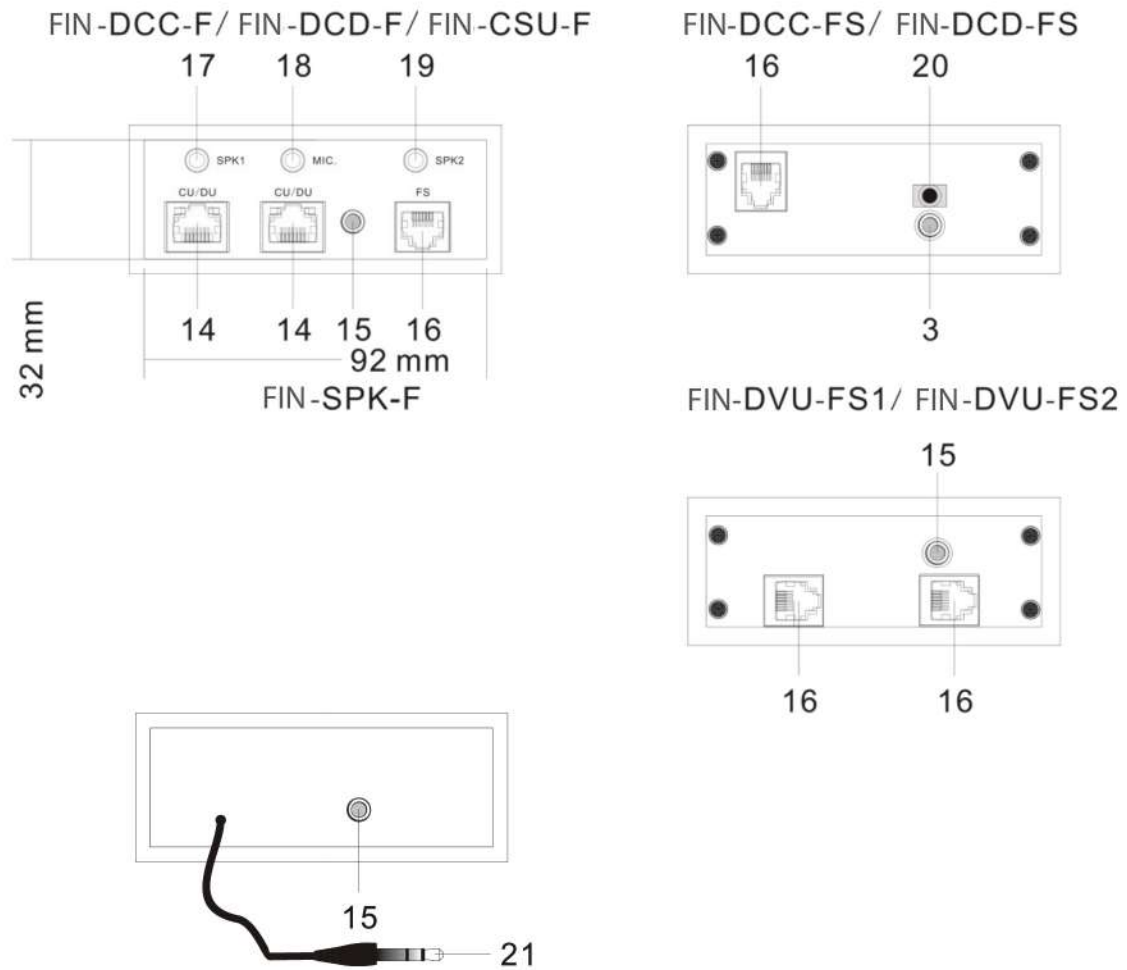 FIN-DCC-F/ FIN-DCD-F/ FIN-CSU-F
17 18 19
SPK1 MIC. SPK2
CU/DU CU/DU FS
14 14 15 16
32 mm
92 mm
FIN-SPK-F
FIN-DCC-FS/ FIN-DCD-FS
16 20
3
FIN-DVU-FS1/ FIN-DVU-FS2
15
16 16
15
21